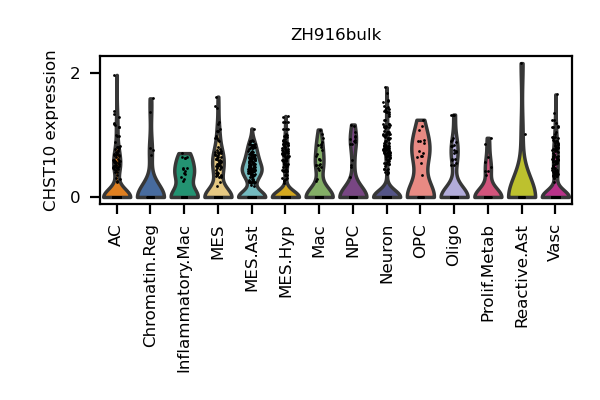 ZH916bulk
CHST10 expression
2
0
AC
Chromatin.Reg
Inflammatory.Mac
MES
MES.Ast
MES.Hyp
Mac
NPC
Neuron
OPC
Oligo
Prolif.Metab
Reactive.Ast
Vasc